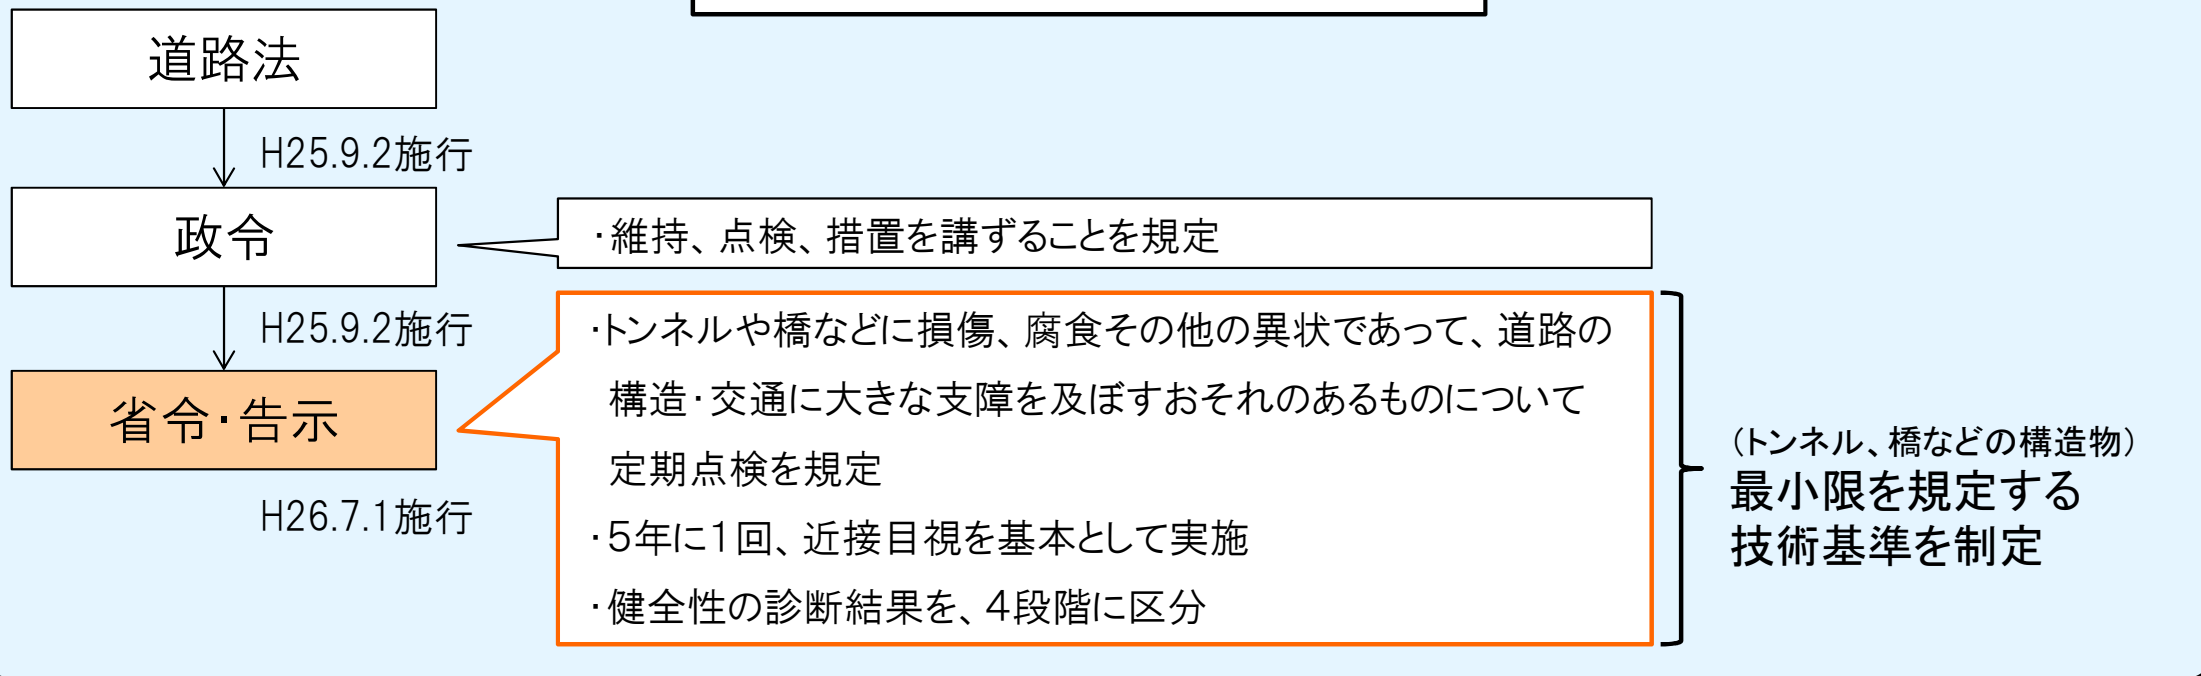 道路法
H25.9.2施行
政令
・維持、点検、措置を講ずることを規定
H25.9.2施行
省令・告示
H26.7.1施行
・トンネルや橋などに損傷、腐食その他の異状であって、道路の
構造・交通に大きな支障を及ぼすおそれのあるものについて
定期点検を規定
・5年に1回、近接目視を基本として実施
・健全性の診断結果を、4段階に区分
（トンネル、橋などの構造物）
最小限を規定する
技術基準を制定